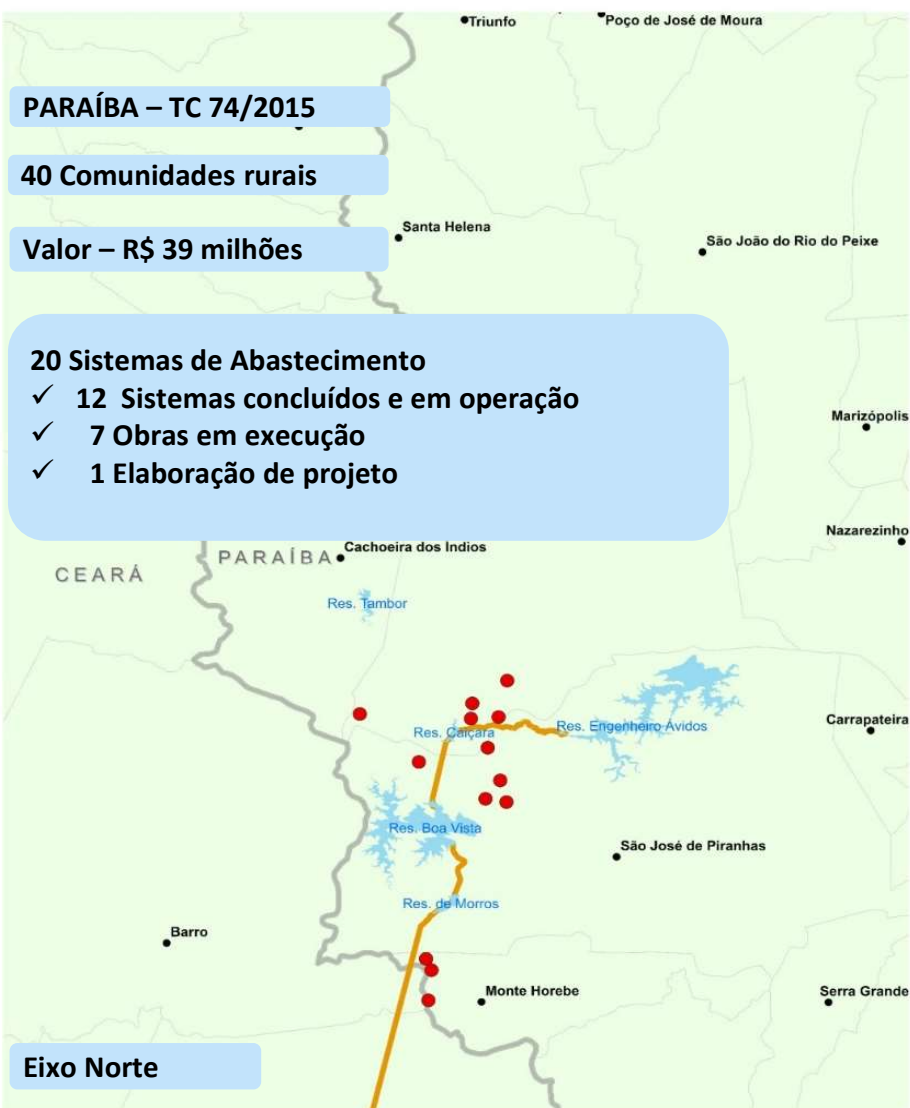 Triunfo
Poço de José de Moura
PARAÍBA – TC 74/2015
40 Comunidades rurais
Santa Helena
São João do Rio do Peixe
Valor – R$ 39 milhões
20 Sistemas de Abastecimento
✓ 12 Sistemas concluídos e em operação
✓ 7 Obras em execução
✓ 1 Elaboração de projeto
Marizópolis
Nazarezinho
Cachoeira dos Indios
PARAÍBA
CEARÁ
Res. Tambor
Carrapateira
Res. Engenheiro Ávidos
Res. Caiçara
Res. Boa Vista
São José de Piranhas
Res. de Morros
Barro
Monte Horebe
Serra Grande
Eixo Norte